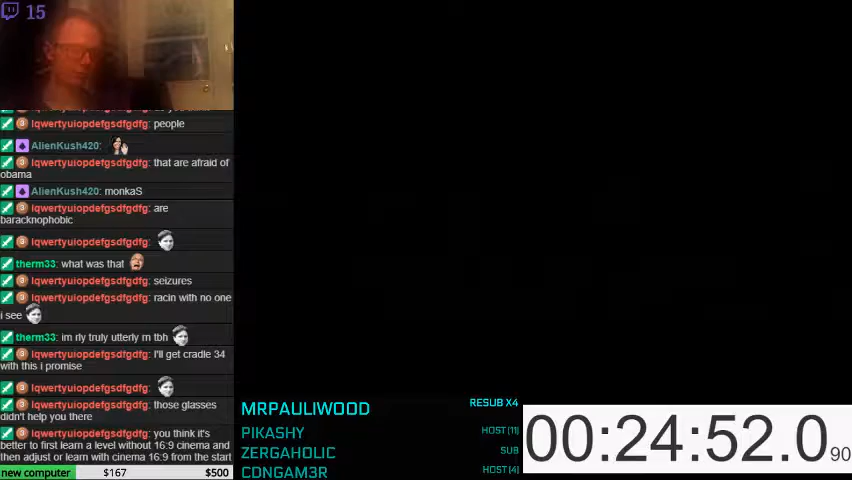 15
lqwertyuiopdefgsdfgdfg: people
AlienKush420:
lqwertyuiopdefgsdfgdfg: that are afraid of
obama
AlienKush420: monkaS
lqwertyuiopdefgsdfgdfg: are
baracknophobic
lqwertyuiopdefgsdfgdfg:
therm33: what was that
lqwertyuiopdefgsdfgdfg: seizures
lqwertyuiopdefgsdfgdfg: racin with no one
i see
therm33: im rly truly utterly m tbh
lqwertyuiopdefgsdfgdfg: I'll get cradle 34
with this i promise
lqwertyuiopdefgsdfgdfg:
lqwertyuiopdefgsdfgdfg: those glasses
didn't help you there
lqwertyuiopdefgsdfgdfg: you think it's
better to first learn a level without 16:9 cinema and
then adjust or learn with cinema 16:9 from the start
new computer $167 $500
MRPAULIWOOD RESUB X4
PIKASHY HOST [11]
ZERGAHOLIC SUB
CDNGAM3R HOST [4]
00:24:52.090